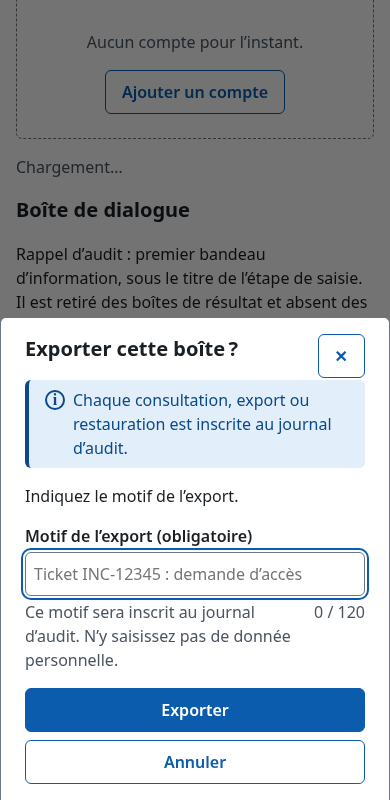 Aucun compte pour l’instant.
Ajouter un compte
Chargement…
Boîte de dialogue
Rappel d’audit : premier bandeau
d’information, sous le titre de l’étape de saisie.
Il est retiré des boîtes de résultat et absent des
Exporter cette boîte ?
×
Chaque consultation, export ou
restauration est inscrite au journal
d’audit.
Indiquez le motif de l’export.
Motif de l’export (obligatoire)
Ticket INC-12345 : demande d’accès
Ce motif sera inscrit au journal 0 / 120
d’audit. N’y saisissez pas de donnée
personnelle.
Exporter
Annuler